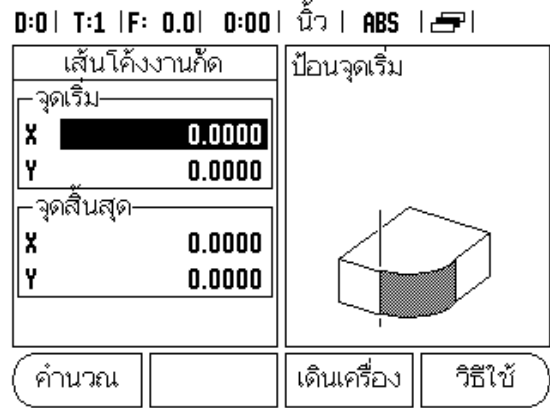 D:0| T:1 |F: 0.0| 0:00| นิ้ว | ABS |
เส้นโค้งงานกัด
จุดเริ่ม
X 0.0000
Y 0.0000
จุดสิ้นสุด
X 0.0000
Y 0.0000
ป้อนจุดเริ่ม
คำนวณ
เดินเครื่อง
วิธีใช้